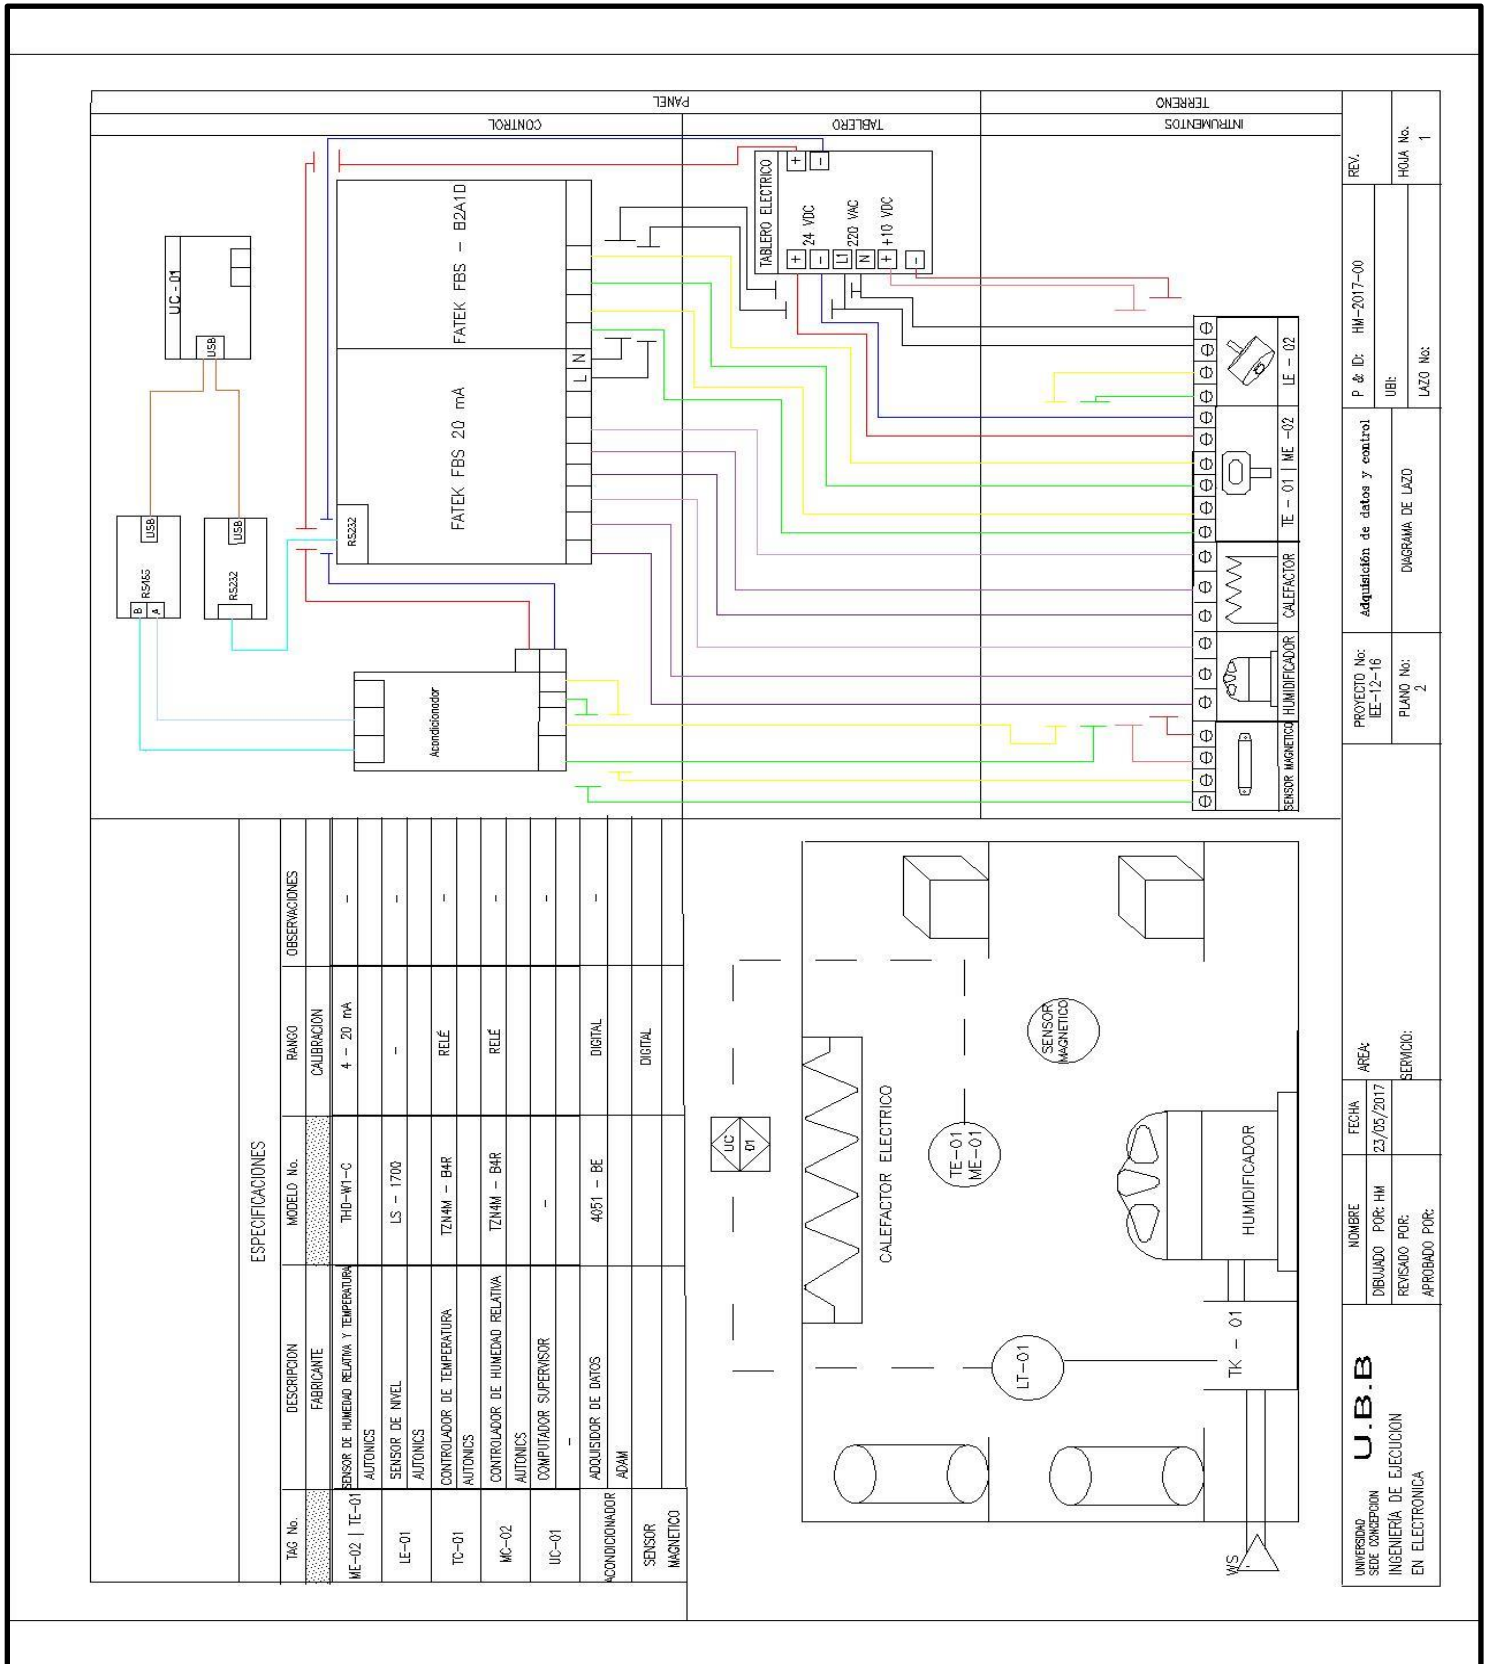 PANEL
TERRENO
CONTROL
TABLERO
INTRUMENTOS
UC - 01
USB
USB
RS485
B
A
USB
RS232
RS232
FATEK FBS - B2A1D
FATEK FBS 20 mA
L
N
Acondicionador
TABLERO ELECTRICO
+
-
24 VDC
220 VAC
+10 VDC
+
-
L1
N
+
-
LE - 02
TE - 01 | ME -02
CALEFACTOR
HUMIDIFICADOR
SENSOR MAGNETICO
ESPECIFICACIONES
TAG No.
DESCRIPCION
MODELO No.
RANGO
OBSERVACIONES
FABRICANTE
CALIBRACION
ME-02 | TE-01
SENSOR DE HUMEDAD RELATIVA Y TEMPERATURA
THD-W1-C
4 - 20 mA
-
AUTONICS
LE-01
SENSOR DE NIVEL
LS - 1700
-
-
AUTONICS
TC-01
CONTROLADOR DE TEMPERATURA
TZN4M - B4R
RELÉ
-
AUTONICS
MC-02
CONTROLADOR DE HUMEDAD RELATIVA
TZN4M - B4R
RELÉ
-
AUTONICS
UC-01
COMPUTADOR SUPERVISOR
-
-
-
ACONDICIONADOR
ADQUISIDOR DE DATOS
4051 - BE
DIGITAL
-
ADAM
SENSOR
MAGNETICO
DIGITAL
UC
01
CALEFACTOR ELECTRICO
TE-01
ME-01
SENSOR
MAGNETICO
LT-01
HUMIDIFICADOR
TK - 01
WS
UNIVERSIDAD
SEDE CONCEPCION
U.B.B
INGENIERÍA DE EJECUCION
EN ELECTRONICA
NOMBRE
FECHA
DIBUJADO POR: HM
23/05/2017
REVISADO POR:
APROBADO POR:
AREA:
SERVICIO:
PROYECTO No:
IEE-12-16
PLANO No:
2
Adquisición de datos y control
DIAGRAMA DE LAZO
P & ID: HM-2017-00
UBI:
LAZO No:
REV.
HOJA No.
1